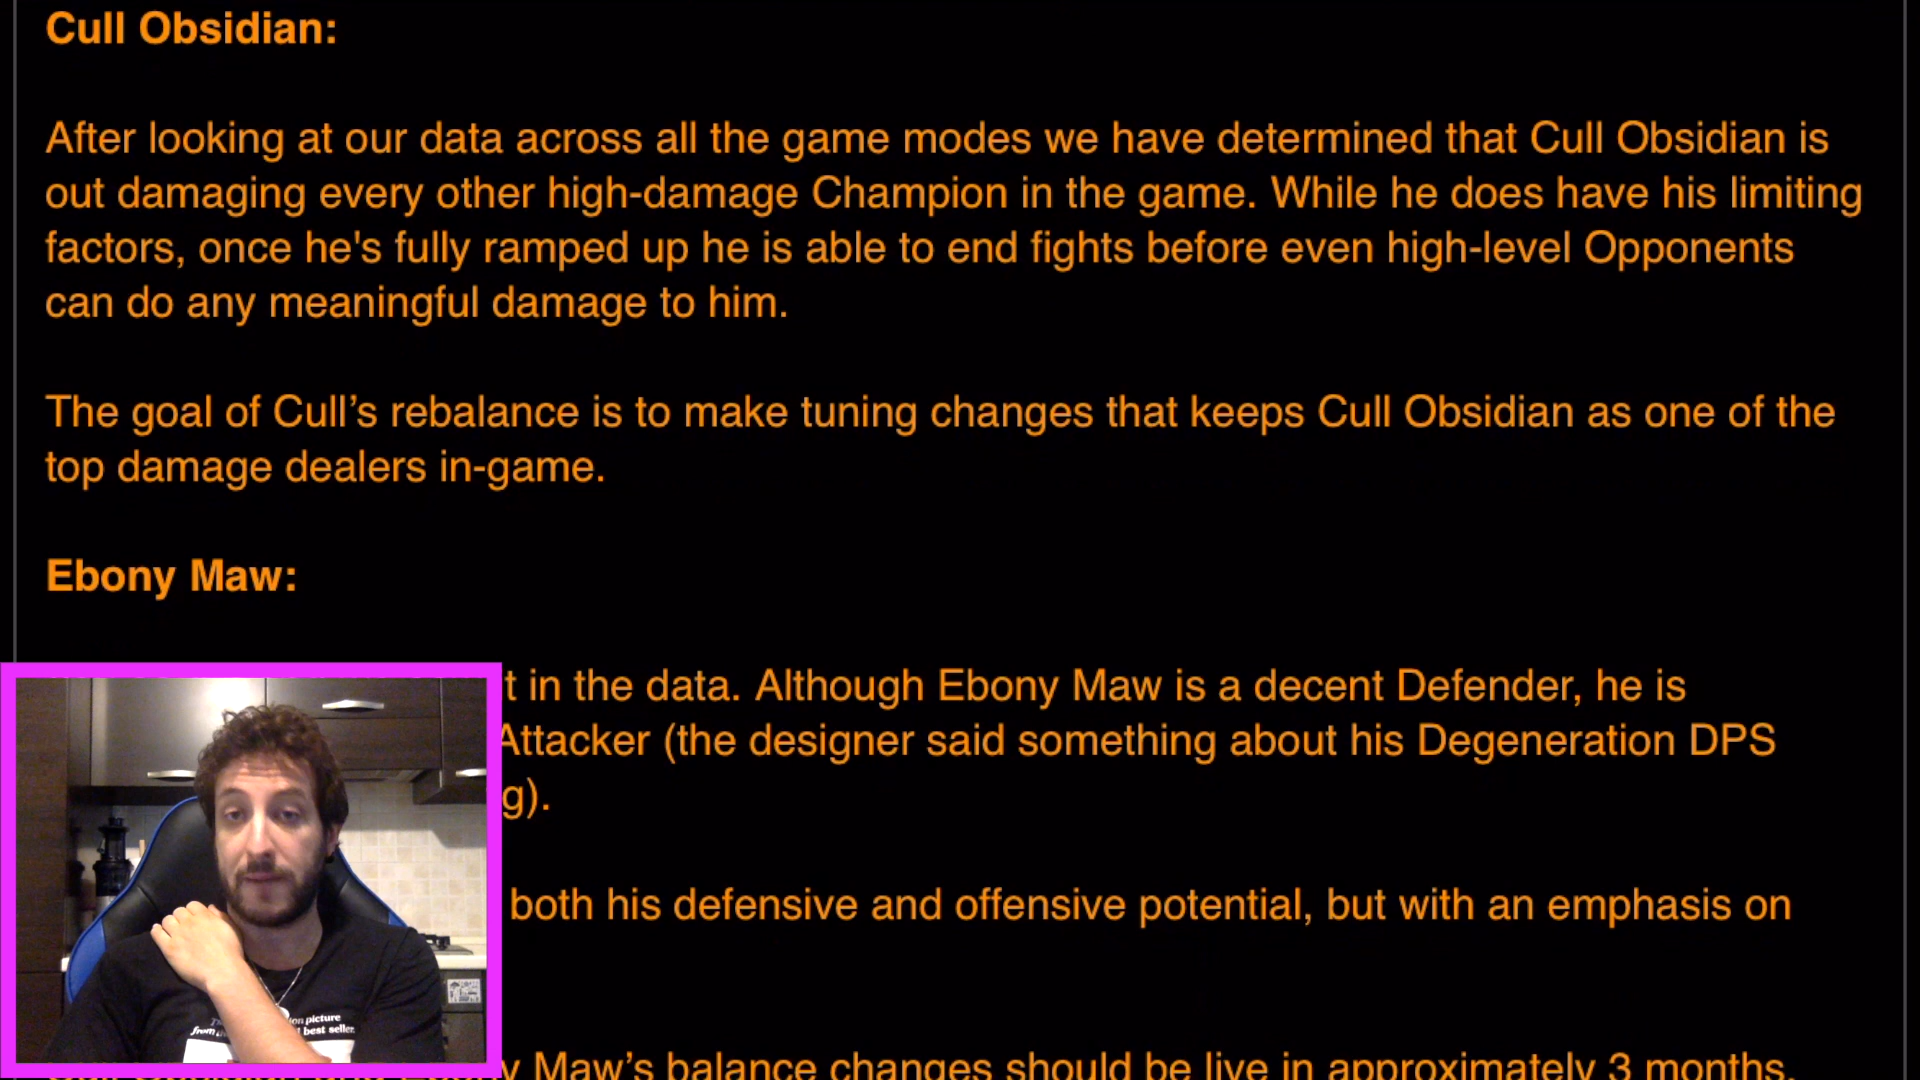 Cull Obsidian:
After looking at our data across all the game modes we have determined that Cull Obsidian is
out damaging every other high-damage Champion in the game. While he does have his limiting
factors, once he's fully ramped up he is able to end fights before even high-level Opponents
can do any meaningful damage to him.
The goal of Cull’s rebalance is to make tuning changes that keeps Cull Obsidian as one of the
top damage dealers in-game.
Ebony Maw:
t in the data. Although Ebony Maw is a decent Defender, he is
Attacker (the designer said something about his Degeneration DPS
g).
both his defensive and offensive potential, but with an emphasis on
Maw’s balance changes should be live in approximately 3 months.
picture
best seller.